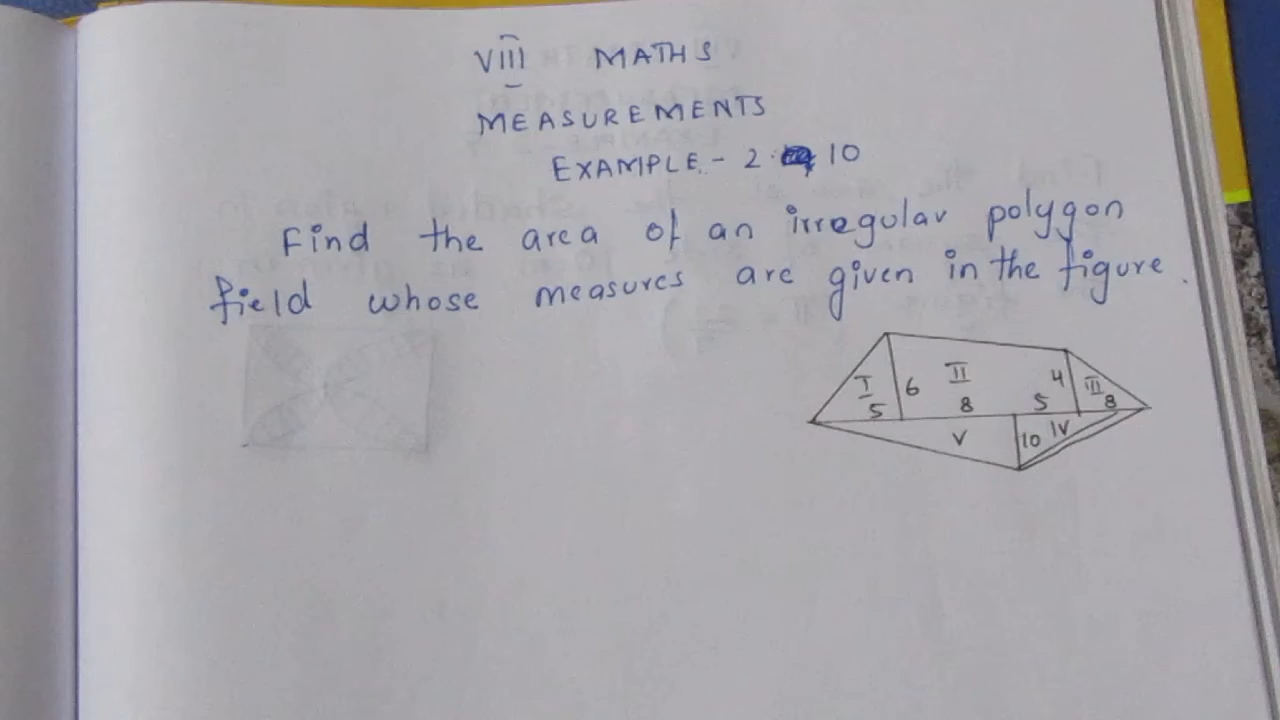 VIII MATHS
MEASUREMENTS
EXAMPLE - 2. 10
Find the area of an irregular polygon
field whose measures are given in the figure.
I 5 6 II 8 5 4 III 8
V 10 IV